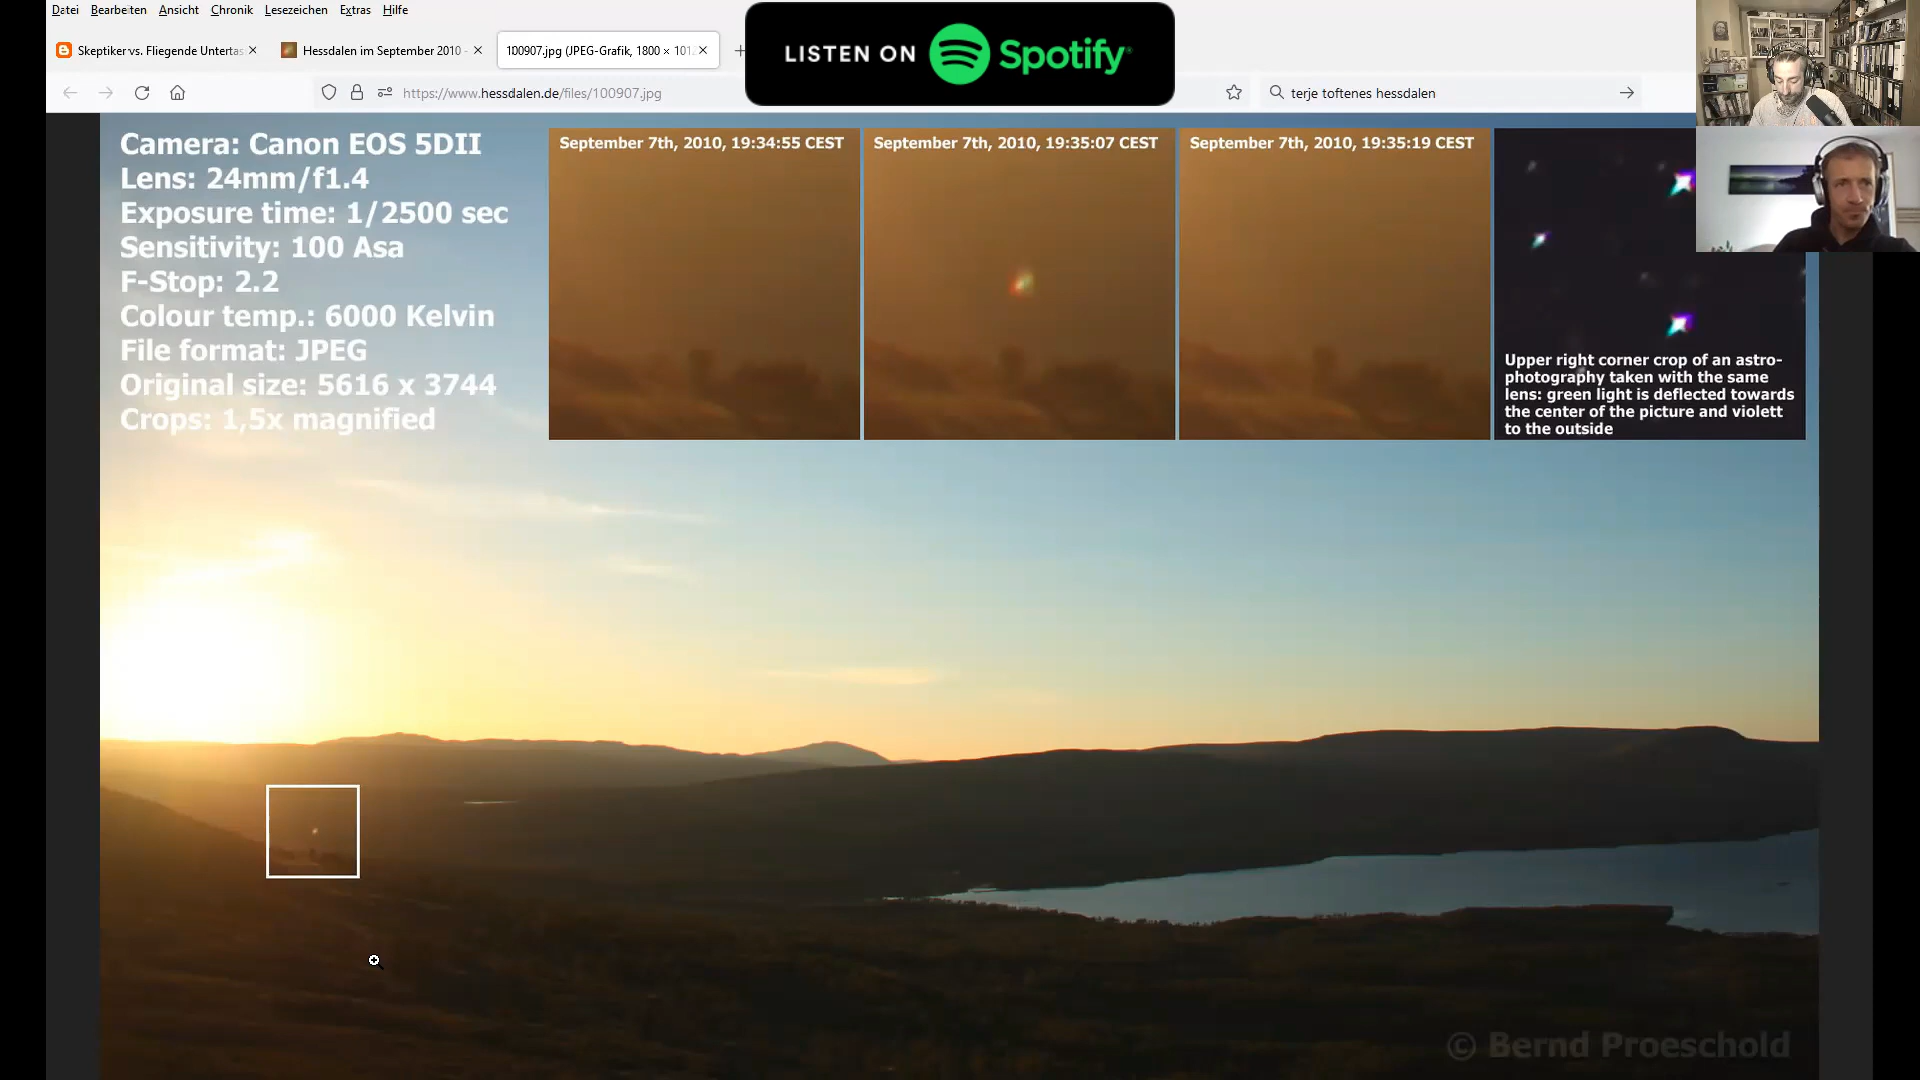 Datei Bearbeiten Ansicht Chronik Lesezeichen Extras Hilfe
Skeptiker vs. Fliegende Unterta
Hessdalen im September 2010 -
100907.jpg (JPEG-Grafik, 1800 × 101
LISTEN ON Spotify
https://www.hessdalen.de/files/100907.jpg
terje toftenes hessdalen
Camera: Canon EOS 5DII
Lens: 24mm/f1.4
Exposure time: 1/2500 sec
Sensitivity: 100 Asa
F-Stop: 2.2
Colour temp.: 6000 Kelvin
File format: JPEG
Original size: 5616 x 3744
Crops: 1,5x magnified
September 7th, 2010, 19:34:55 CEST
September 7th, 2010, 19:35:07 CEST
September 7th, 2010, 19:35:19 CEST
Upper right corner crop of an astro-
photography taken with the same
lens: green light is deflected towards
the center of the picture and violett
to the outside
© Bernd Proeschold